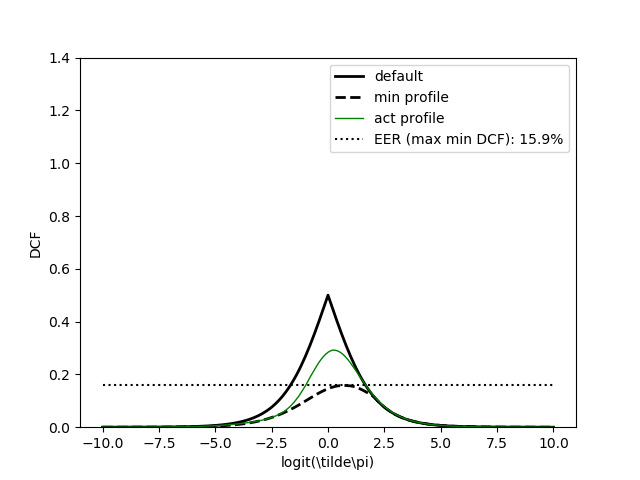 1.4
1.2
1.0
0.8
0.6
0.4
0.2
0.0
DCF
default
min profile
act profile
EER (max min DCF): 15.9%
−10.0 −7.5 −5.0 −2.5 0.0 2.5 5.0 7.5 10.0
logit(\tilde\pi)